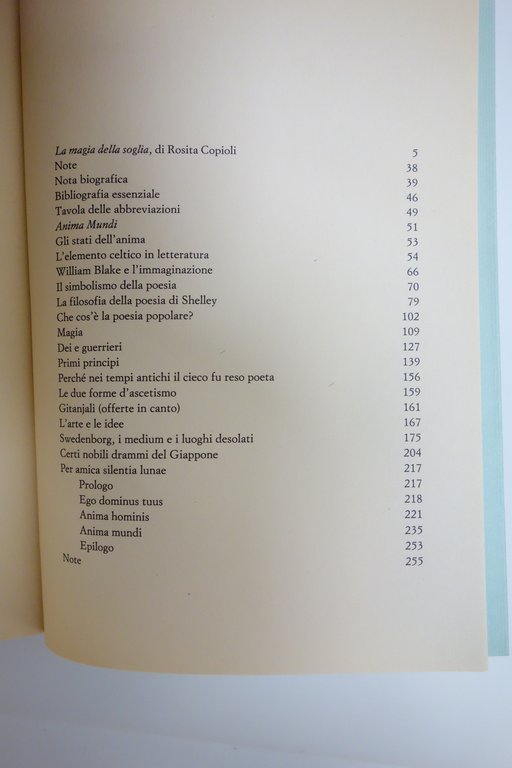 La magia della soglia, di Rosita Copioli 5
Note 38
Nota biografica 39
Bibliografia essenziale 46
Tavola delle abbreviazioni 49
Anima Mundi 51
Gli stati dell'anima 53
L'elemento celtico in letteratura 54
William Blake e l'immaginazione 66
Il simbolismo della poesia 70
La filosofia della poesia di Shelley 79
Che cos'è la poesia popolare? 102
Magia 109
Dei e guerrieri 127
Primi principi 139
Perché nei tempi antichi il cieco fu reso poeta 156
Le due forme d'ascetismo 159
Gitanjali (offerte in canto) 161
L'arte e le idee 167
Swedenborg, i medium e i luoghi desolati 175
Certi nobili drammi del Giappone 204
Per amica silentia lunae 217
Prologo 217
Ego dominus tuus 218
Anima hominis 221
Anima mundi 235
Epilogo 253
Note 255